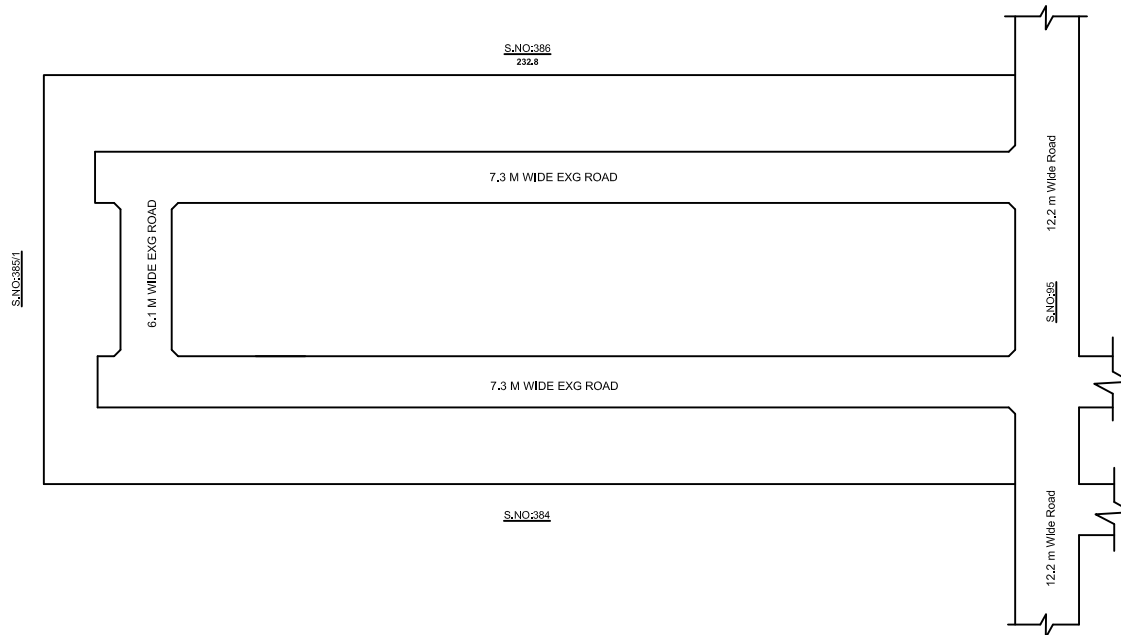 S.NO:386
232.8
12.2 m Wide Road
7.3 M WIDE EXG ROAD
6.1 M WIDE EXG ROAD
S.NO:385/1
S.NO:95
7.3 M WIDE EXG ROAD
S.NO:384
12.2 m Wide Road